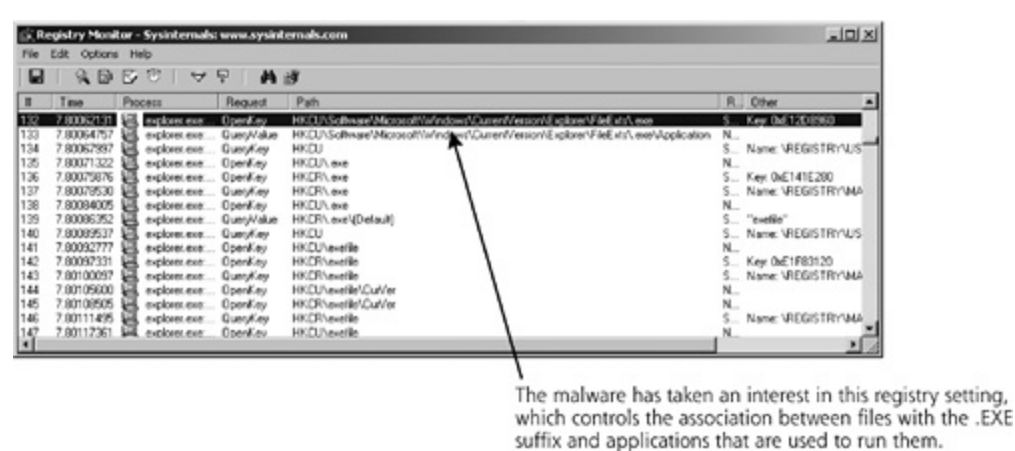 Registry Monitor - Sysinternals: www.sysinternals.com
File Edit Options Help
# Time Process Request Path R... Other
132 7.80062131 explorer.exe:... OpenKey HKCU\Software\Microsoft\Windows\CurrentVersion\Explorer\FileExts\.exe S... Key: 0xE12D8960
133 7.80064757 explorer.exe:... QueryValue HKCU\Software\Microsoft\Windows\CurrentVersion\Explorer\FileExts\.exe\Application N...
134 7.80067997 explorer.exe:... QueryKey HKCU S... Name: \REGISTRY\US
135 7.80071322 explorer.exe:... OpenKey HKCU\.exe N...
136 7.80075876 explorer.exe:... OpenKey HKCR\.exe S... Key: 0xE141E280
137 7.80078530 explorer.exe:... QueryKey HKCR\.exe S... Name: \REGISTRY\MA
138 7.80084005 explorer.exe:... OpenKey HKCU\.exe N...
139 7.80086352 explorer.exe:... QueryValue HKCR\.exe\(Default) S... "exefile"
140 7.80089537 explorer.exe:... QueryKey HKCU S... Name: \REGISTRY\US
141 7.80092777 explorer.exe:... OpenKey HKCU\exefile N...
142 7.80097331 explorer.exe:... OpenKey HKCR\exefile S... Key: 0xE1F83120
143 7.80100097 explorer.exe:... QueryKey HKCR\exefile S... Name: \REGISTRY\MA
144 7.80105600 explorer.exe:... OpenKey HKCU\exefile\CurVer N...
145 7.80108505 explorer.exe:... OpenKey HKCR\exefile\CurVer N...
146 7.80111495 explorer.exe:... QueryKey HKCR\exefile S... Name: \REGISTRY\MA
147 7.80117361 explorer.exe:... OpenKey HKCU\exefile N...
The malware has taken an interest in this registry setting,
which controls the association between files with the .EXE
suffix and applications that are used to run them.